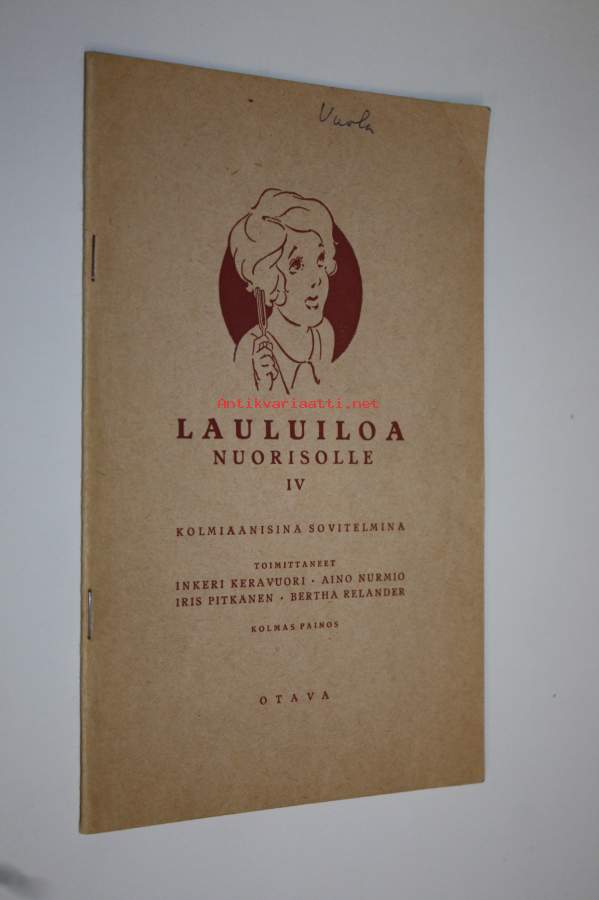 Vuola
Antikvariaatti.net
LAULUILOA
NUORISOLLE
IV
KOLMIAANISINA SOVITELMINA
TOIMITTANEET
INKERI KERAVUORI · AINO NURMIO
IRIS PITKANEN · BERTHA RELANDER
KOLMAS PAINOS
OTAVA